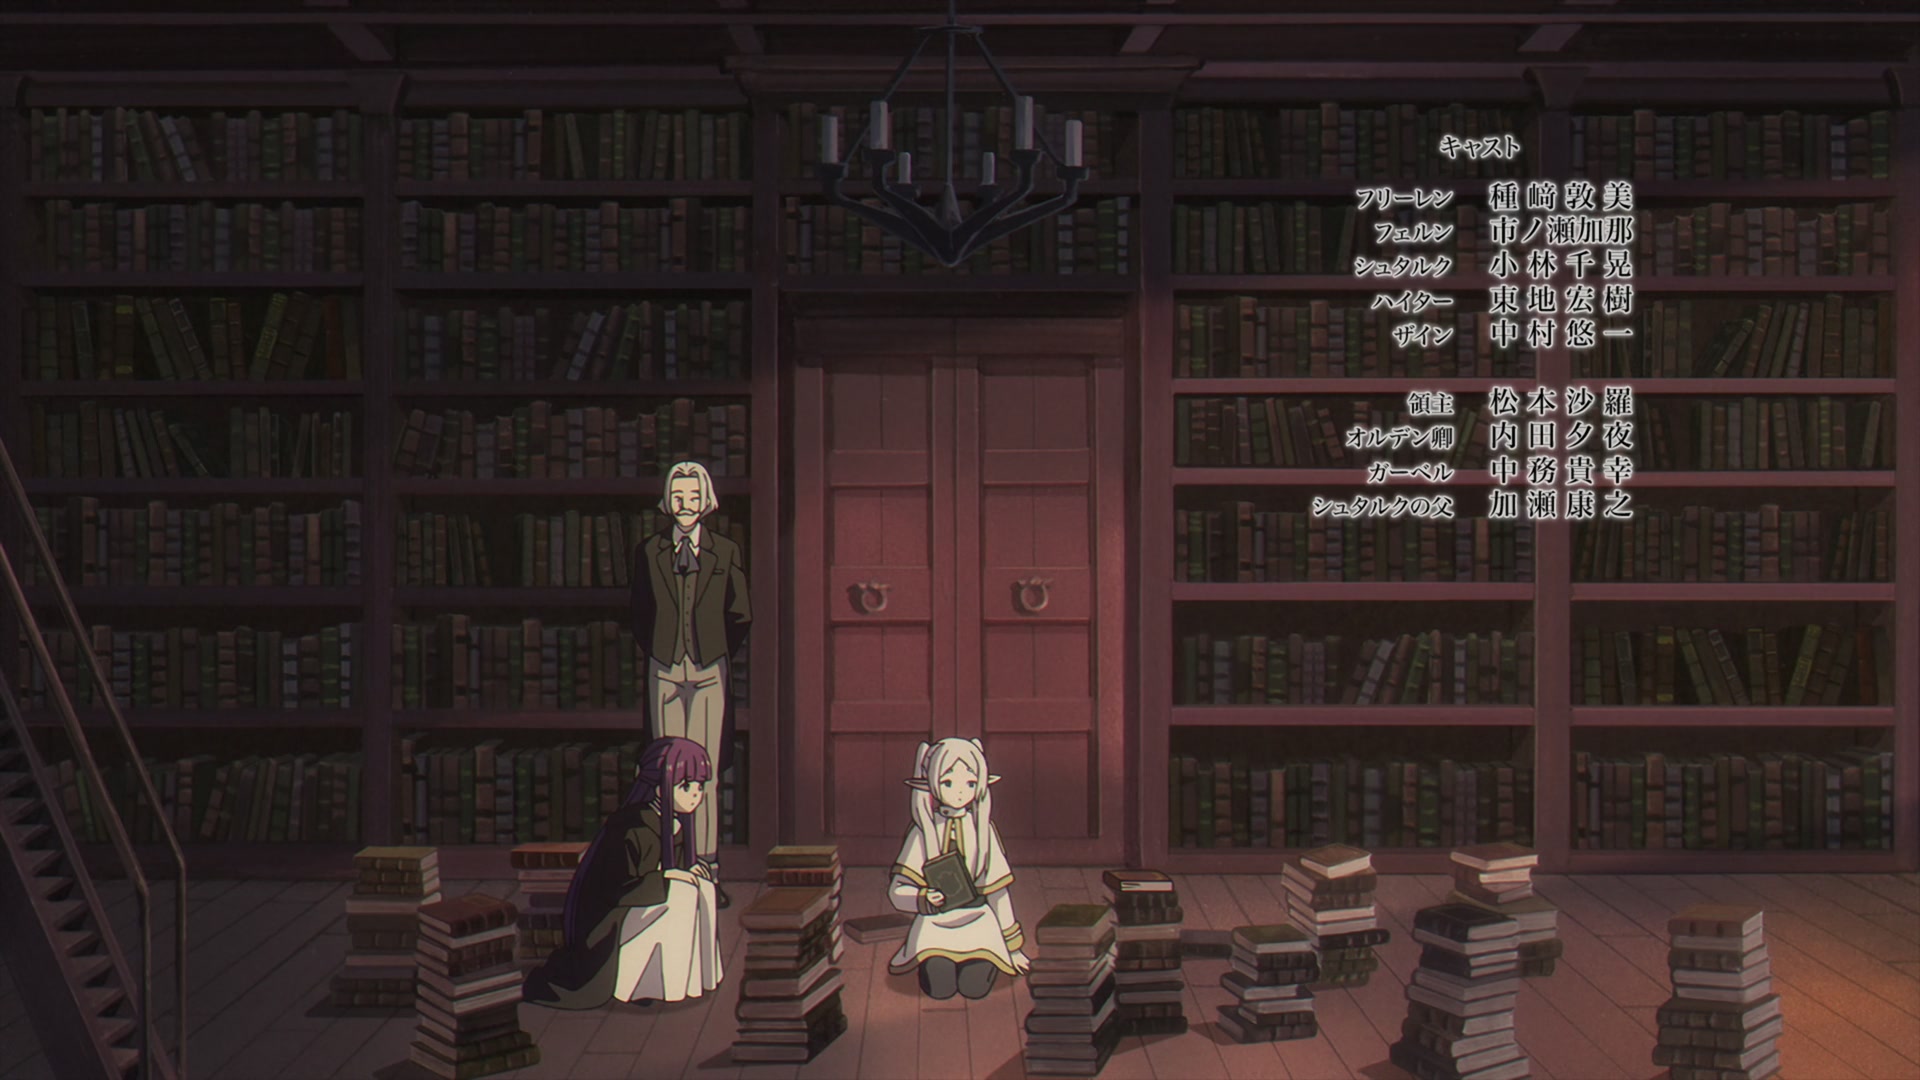 キャスト
フリーレン 種﨑敦美
フェルン 市ノ瀬加那
シュタルク 小林千晃
ハイター 東地宏樹
ザイン 中村悠一
領主 松本沙羅
オルデン卿 内田夕夜
ガーベル 中務貴幸
シュタルクの父 加瀬康之